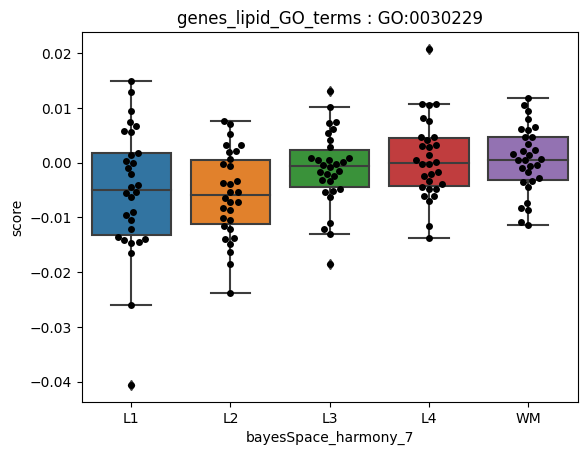 genes_lipid_GO_terms : GO:0030229
0.02
0.01
0.00
−0.01
−0.02
−0.03
−0.04
score
L1 L2 L3 L4 WM
bayesSpace_harmony_7